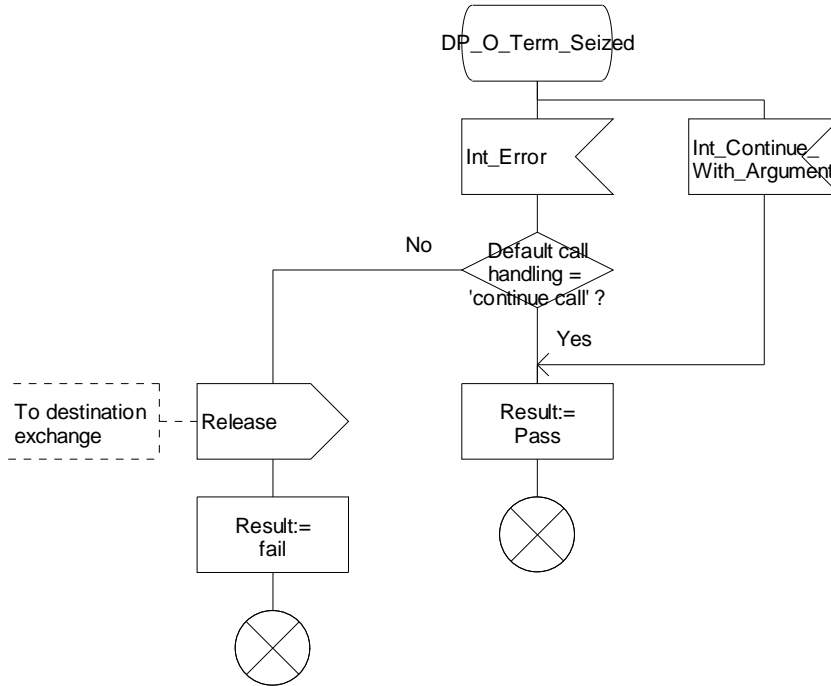 DP_O_Term_Seized
Int_Error
Int_Continue_
With_Argument
No
Default call
handling =
'continue call' ?
Yes
To destination
exchange
Release
Result:=
Pass
Result:=
fail